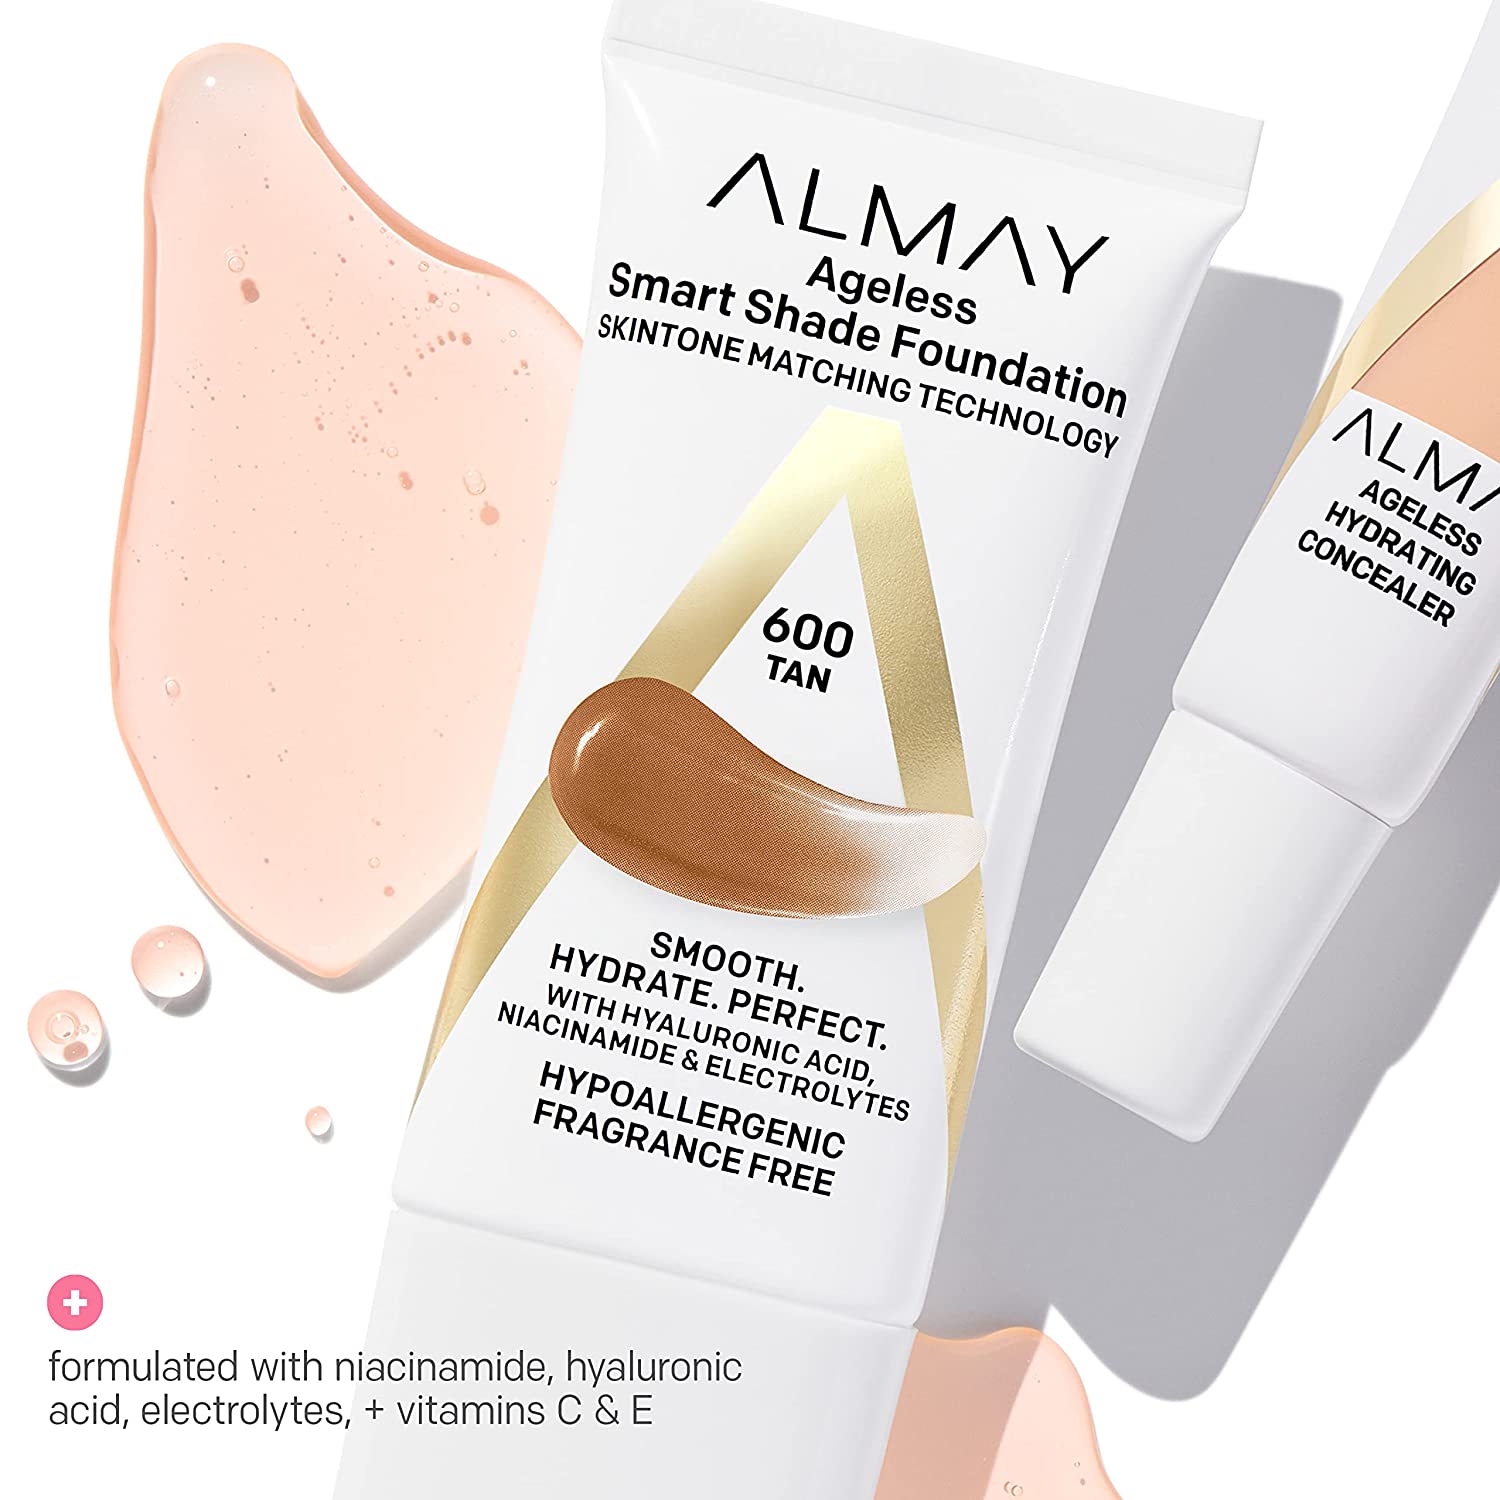 ALMAY
Ageless
Smart Shade Foundation
SKINTONE MATCHING TECHNOLOGY
600
TAN
SMOOTH.
HYDRATE. PERFECT.
WITH HYALURONIC ACID,
NIACINAMIDE & ELECTROLYTES
HYPOALLERGENIC
FRAGRANCE FREE
ALMA
AGELESS
HYDRATING
CONCEALER
formulated with niacinamide, hyaluronic
acid, electrolytes, + vitamins C & E